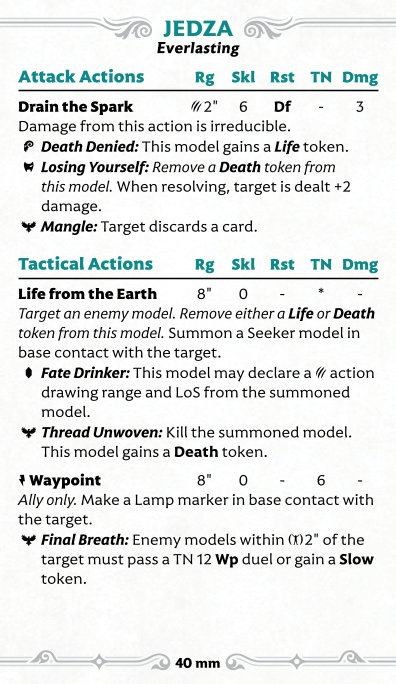 JEDZA
Everlasting
Attack Actions Rg Skl Rst TN Dmg
Drain the Spark 2" 6 Df - 3
Damage from this action is irreducible.
Death Denied: This model gains a Life token.
Losing Yourself: Remove a Death token from
this model. When resolving, target is dealt +2
damage.
Mangle: Target discards a card.
Tactical Actions Rg Skl Rst TN Dmg
Life from the Earth 8" 0 - * -
Target an enemy model. Remove either a Life or Death
token from this model. Summon a Seeker model in
base contact with the target.
Fate Drinker: This model may declare a action
drawing range and LoS from the summoned
model.
Thread Unwoven: Kill the summoned model.
This model gains a Death token.
Waypoint 8" 0 - 6 -
Ally only. Make a Lamp marker in base contact with
the target.
Final Breath: Enemy models within 2" of the
target must pass a TN 12 Wp duel or gain a Slow
token.
40 mm